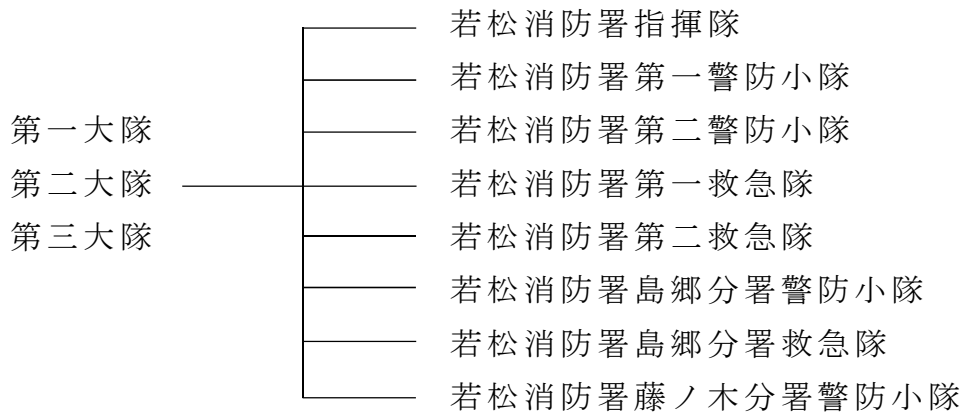 第一大隊
第二大隊
第三大隊
若松消防署指揮隊
若松消防署第一警防小隊
若松消防署第二警防小隊
若松消防署第一救急隊
若松消防署第二救急隊
若松消防署島郷分署警防小隊
若松消防署島郷分署救急隊
若松消防署藤ノ木分署警防小隊